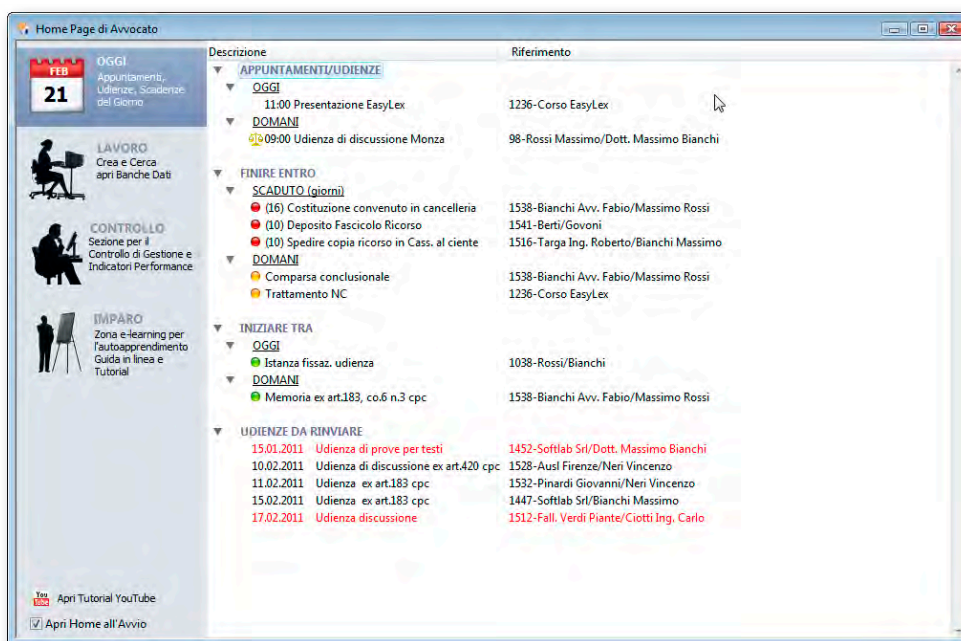 Home Page di Avvocato
FEB
21
OGGI
Appuntamenti,
Udienze, Scadenze
del Giorno
LAVORO
Crea e Cerca
apri Banche Dati
CONTROLLO
Sezione per il
Controllo di Gestione e
Indicatori Performance
IMPARO
Zona e-learning per
l'autoapprendimento
Guida in linea e
Tutorial
You Tube Apri Tutorial YouTube
Apri Home all'Avvio
Descrizione Riferimento
APPUNTAMENTI/UDIENZE
OGGI
11:00 Presentazione EasyLex 1236-Corso EasyLex
DOMANI
09:00 Udienza di discussione Monza 98-Rossi Massimo/Dott. Massimo Bianchi
FINIRE ENTRO
SCADUTO (giorni)
(16) Costituzione convenuto in cancelleria 1538-Bianchi Avv. Fabio/Massimo Rossi
(10) Deposito Fascicolo Ricorso 1541-Berti/Govoni
(10) Spedire copia ricorso in Cass. al ciente 1516-Targa Ing. Roberto/Bianchi Massimo
DOMANI
Comparsa conclusionale 1538-Bianchi Avv. Fabio/Massimo Rossi
Trattamento NC 1236-Corso EasyLex
INIZIARE TRA
OGGI
Istanza fissaz. udienza 1038-Rossi/Bianchi
DOMANI
Memoria ex art.183, co.6 n.3 cpc 1538-Bianchi Avv. Fabio/Massimo Rossi
UDIENZE DA RINVIARE
15.01.2011 Udienza di prove per testi 1452-Softlab Srl/Dott. Massimo Bianchi
10.02.2011 Udienza di discussione ex art.420 cpc 1528-Ausl Firenze/Neri Vincenzo
11.02.2011 Udienza ex art.183 cpc 1532-Pinardi Giovanni/Neri Vincenzo
15.02.2011 Udienza ex art.183 cpc 1447-Softlab Srl/Bianchi Massimo
17.02.2011 Udienza discussione 1512-Fall. Verdi Piante/Ciotti Ing. Carlo